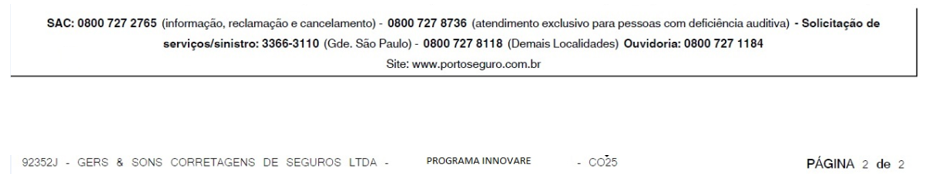 SAC: 0800 727 2765 (informação, reclamação e cancelamento) - 0800 727 8736 (atendimento exclusivo para pessoas com deficiência auditiva) - Solicitação de
serviços/sinistro: 3366-3110 (Gde. São Paulo) - 0800 727 8118 (Demais Localidades) Ouvidoria: 0800 727 1184
Site: www.portoseguro.com.br
92352J - GERS & SONS CORRETAGENS DE SEGUROS LTDA - PROGRAMA INNOVARE - CO25 PÁGINA 2 de 2